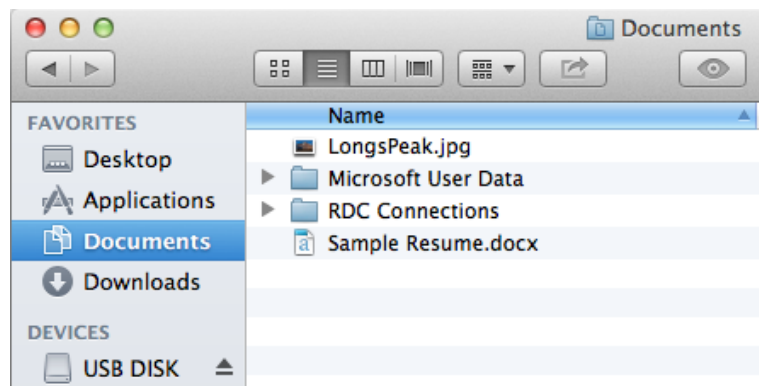 Documents
Name
FAVORITES
Desktop
Applications
Documents
Downloads
DEVICES
USB DISK
LongsPeak.jpg
Microsoft User Data
RDC Connections
a Sample Resume.docx